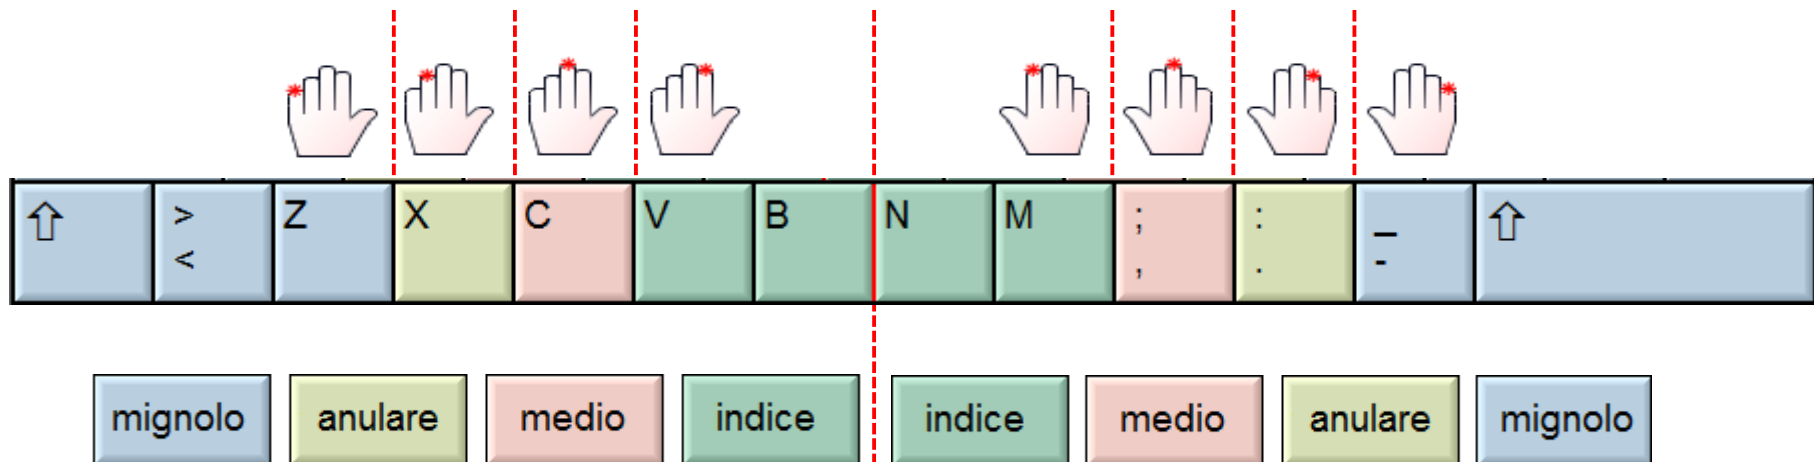 ⇧ > Z X C V B N M ; : _ ⇧
< , . -
mignolo anulare medio indice indice medio anulare mignolo